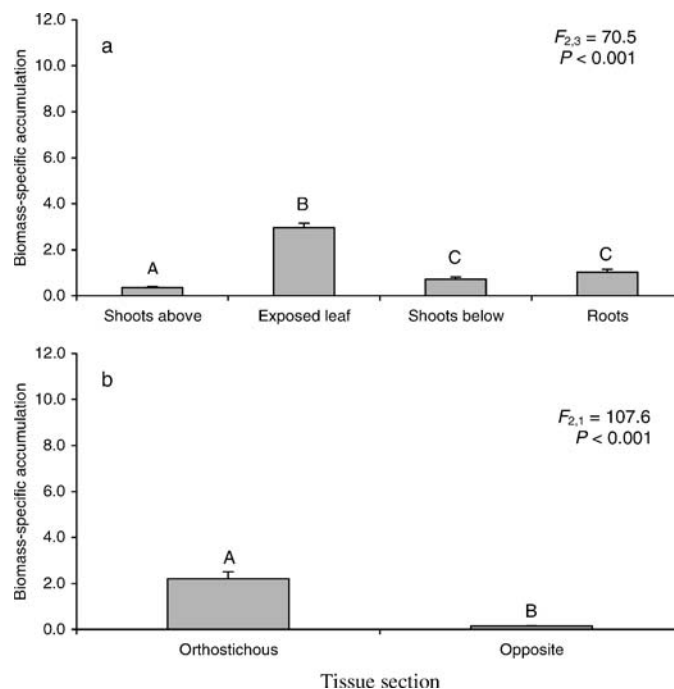 12.0
a
F2,3 = 70.5
P < 0.001
10.0
8.0
6.0
4.0
2.0
0.0
Biomass-specific accumulation
A
B
C
C
Shoots above
Exposed leaf
Shoots below
Roots
12.0
b
F2,1 = 107.6
P < 0.001
10.0
8.0
6.0
4.0
2.0
0.0
Biomass-specific accumulation
A
B
Orthostichous
Opposite
Tissue section